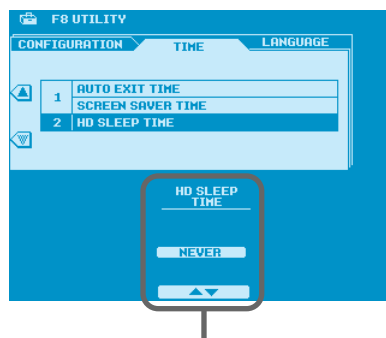 F8 UTILITY
CONFIGURATION TIME LANGUAGE
1 AUTO EXIT TIME
SCREEN SAVER TIME
2 HD SLEEP TIME
HD SLEEP
TIME
NEVER